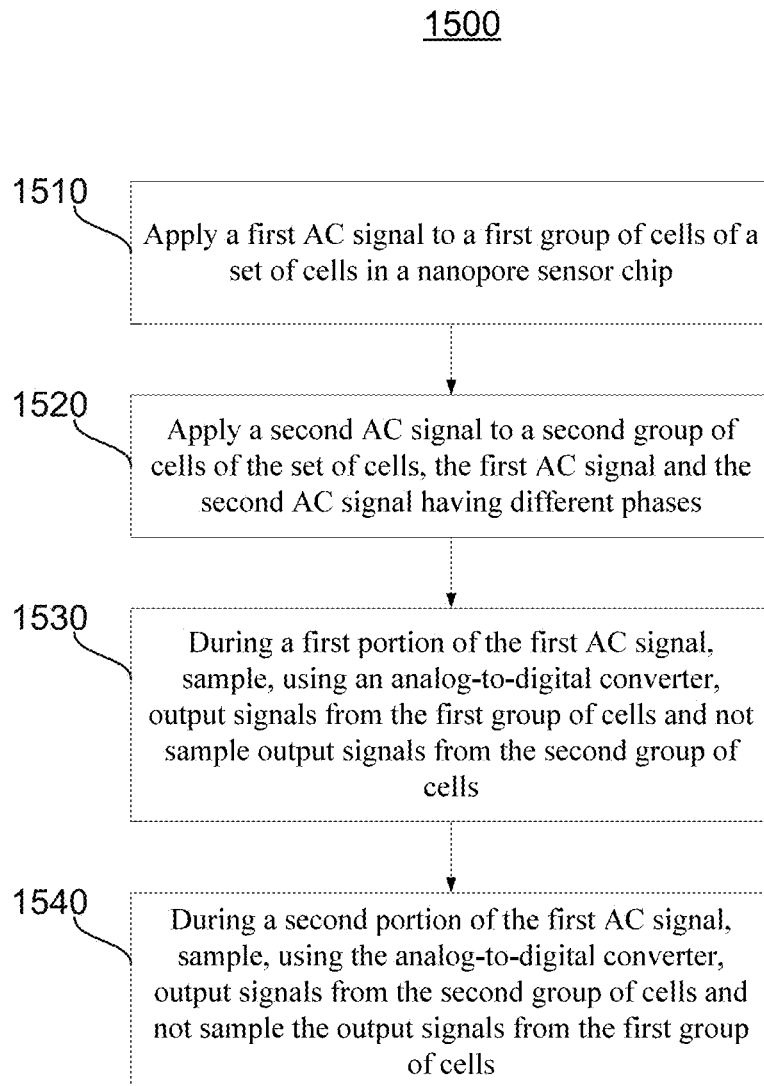 1500
1510
Apply a first AC signal to a first group of cells of a
set of cells in a nanopore sensor chip
1520
Apply a second AC signal to a second group of
cells of the set of cells, the first AC signal and the
second AC signal having different phases
1530
During a first portion of the first AC signal,
sample, using an analog-to-digital converter,
output signals from the first group of cells and not
sample output signals from the second group of
cells
1540
During a second portion of the first AC signal,
sample, using the analog-to-digital converter,
output signals from the second group of cells and
not sample the output signals from the first group
of cells